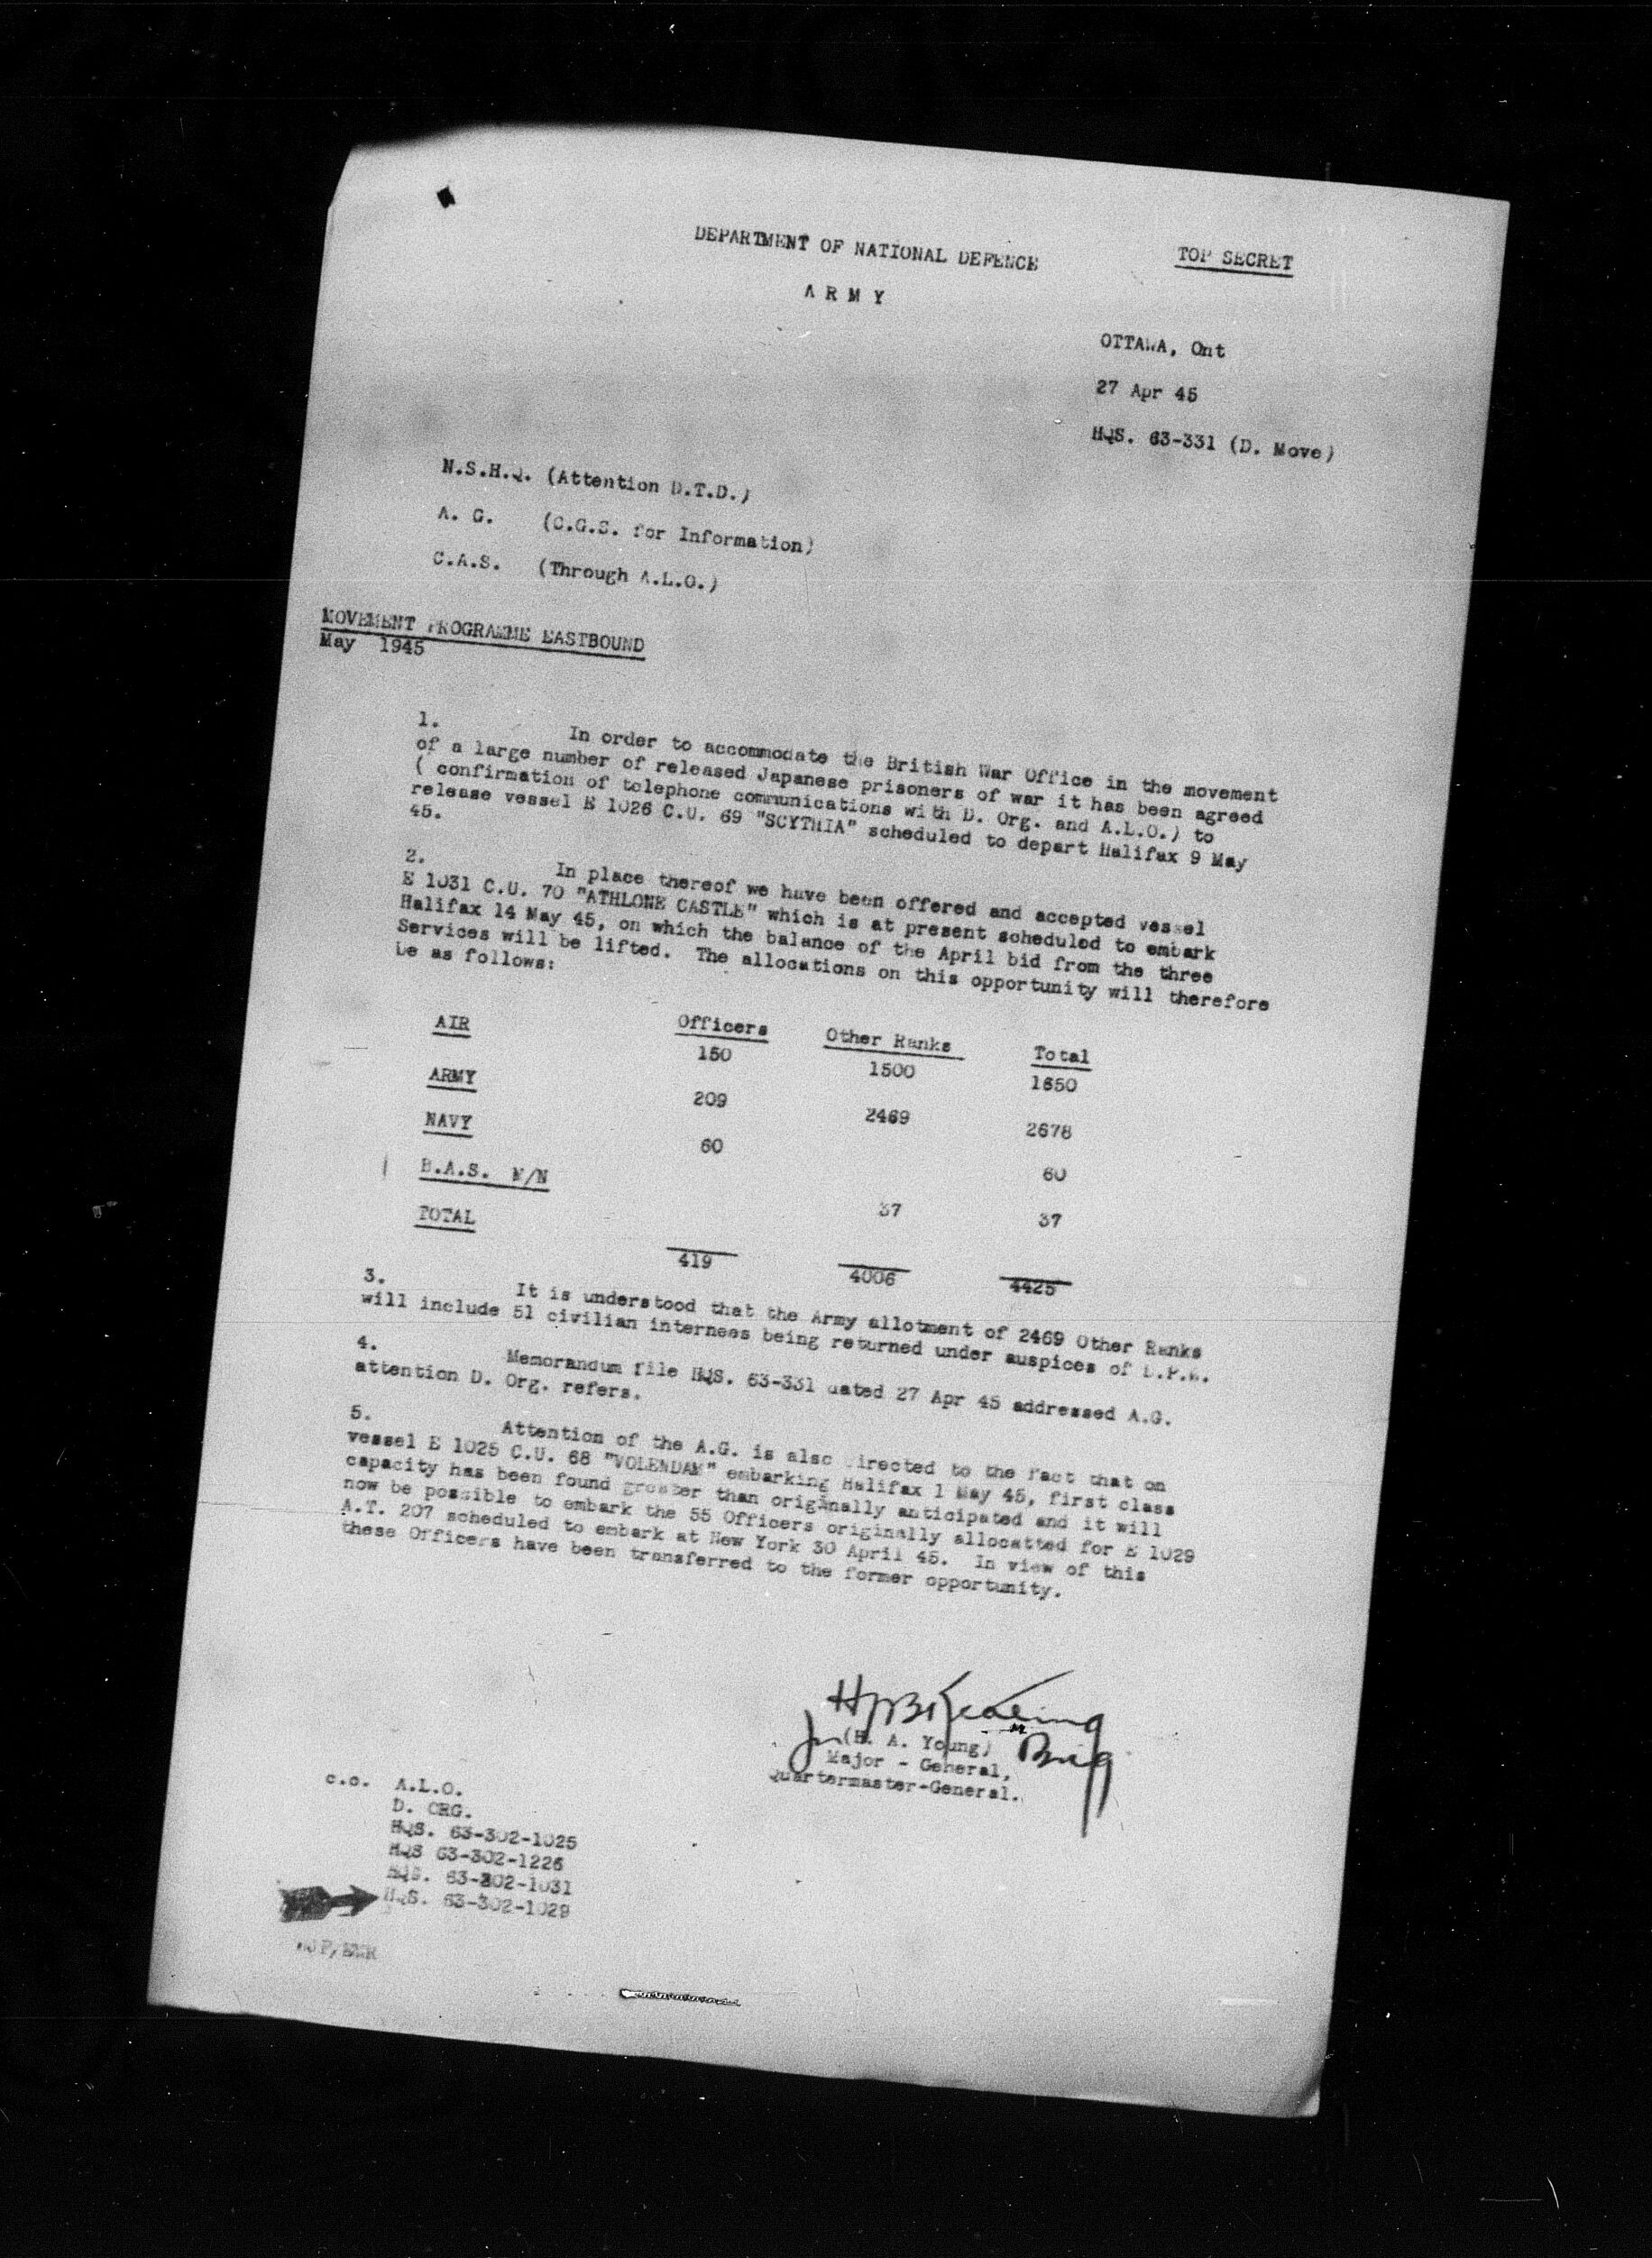 DEPARTMENT OF NATIONAL DEFENCE
TOP SECRET
A R M Y
OTTAWA, Ont
27 Apr 45
HQS. 63-331 (D. Move)
N.S.H.Q. (Attention D.T.D.)
A. G. (C.G.S. for Information)
C.A.S. (Through A.L.O.)
MOVEMENT PROGRAMME EASTBOUND
May 1945
1. In order to accommodate the British War Office in the movement
of a large number of released Japanese prisoners of war it has been agreed
( confirmation of telephone communications with D. Org. and A.L.O.) to
release vessel E 1026 C.U. 69 "SCYTHIA" scheduled to depart Halifax 9 May
45.
2. In place thereof we have been offered and accepted vessel
E 1031 C.U. 70 "ATHLONE CASTLE" which is at present scheduled to embark
Halifax 14 May 45, on which the balance of the April bid from the three
Services will be lifted. The allocations on this opportunity will therefore
be as follows:
Officers Other Ranks Total
AIR 150 1500 1650
ARMY 209 2469 2678
NAVY 60 60
B.A.S. M/N 37 37
TOTAL 419 4006 4425
3. It is understood that the Army allotment of 2469 Other Ranks
will include 51 civilian internees being returned under auspices of D.P.W.
4. Memorandum file HQS. 63-331 dated 27 Apr 45 addressed A.G.
attention D. Org. refers.
5. Attention of the A.G. is also directed to the fact that on
vessel E 1025 C.U. 68 "VOLENDAM" embarking Halifax 1 May 45, first class
capacity has been found greater than originally anticipated and it will
now be possible to embark the 55 Officers originally allocatted for E 1029
A.T. 207 scheduled to embark at New York 30 April 45. In view of this
these Officers have been transferred to the former opportunity.
Brig
(H. A. Young)
Major - General,
Quartermaster-General.
c.c. A.L.O.
D. ORG.
HQS. 63-302-1025
HQS 63-302-1226
HQS. 63-302-1031
HQS. 63-302-1029